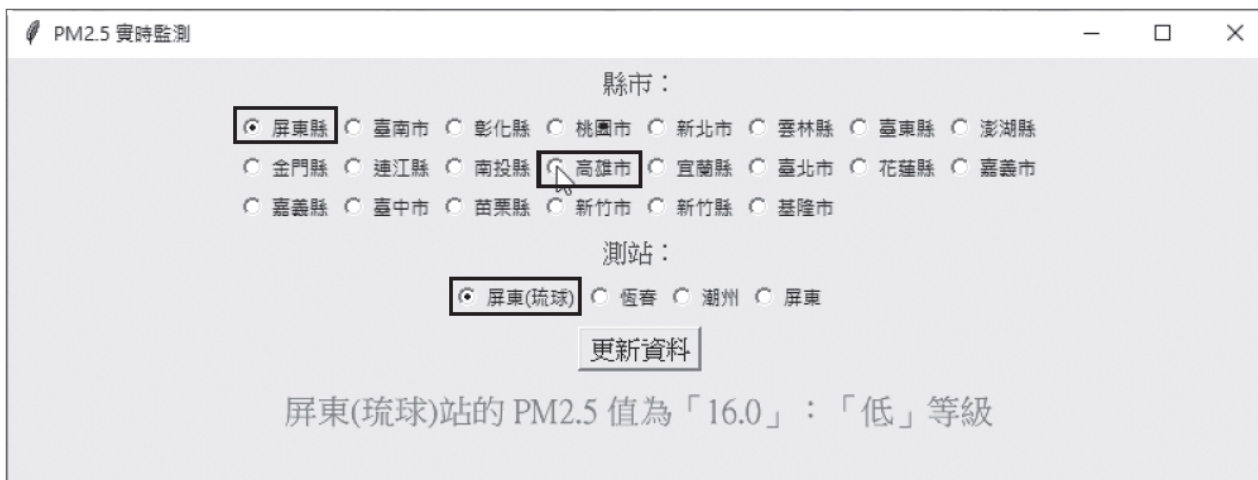 PM2.5 實時監測
縣市：
屏東縣 臺南市 彰化縣 桃園市 新北市 雲林縣 臺東縣 澎湖縣
金門縣 連江縣 南投縣 高雄市 宜蘭縣 臺北市 花蓮縣 嘉義市
嘉義縣 臺中市 苗栗縣 新竹市 新竹縣 基隆市
測站：
屏東(琉球) 恆春 潮州 屏東
更新資料
屏東(琉球)站的 PM2.5 值為「16.0」：「低」等級